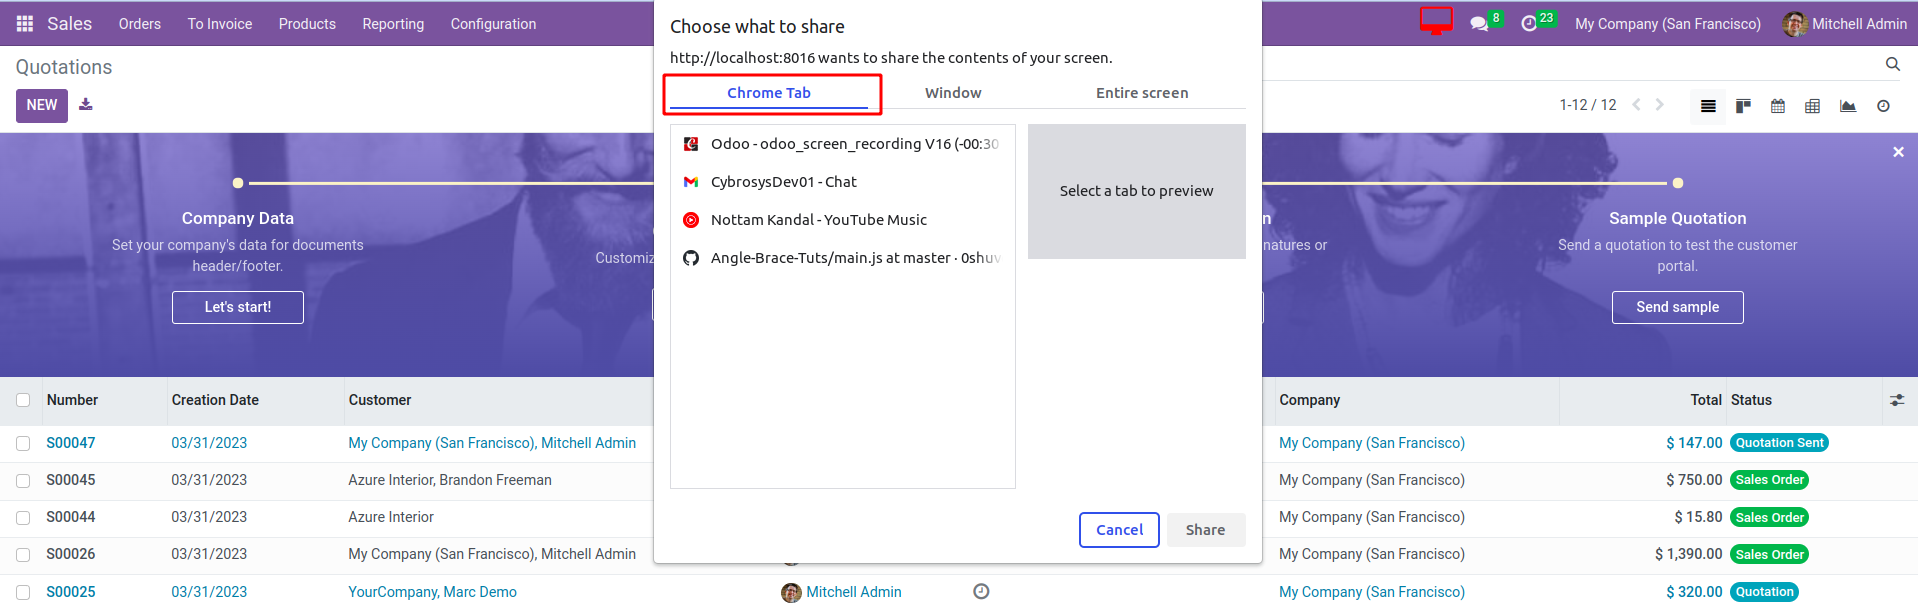 Sales Orders To Invoice Products Reporting Configuration
8 23 My Company (San Francisco) Mitchell Admin
Quotations
NEW
1-12 / 12
Choose what to share
http://localhost:8016 wants to share the contents of your screen.
Chrome Tab Window Entire screen
Odoo - odoo_screen_recording V16 (-00:30
CybrosysDev01 - Chat
Nottam Kandal - YouTube Music
Angle-Brace-Tuts/main.js at master · 0shuv
Select a tab to preview
Cancel Share
Company Data
Set your company's data for documents
header/footer.
Let's start!
Customiz
n
natures or
Sample Quotation
Send a quotation to test the customer
portal.
Send sample
Number Creation Date Customer Company Total Status
S00047 03/31/2023 My Company (San Francisco), Mitchell Admin My Company (San Francisco) $ 147.00 Quotation Sent
S00045 03/31/2023 Azure Interior, Brandon Freeman My Company (San Francisco) $ 750.00 Sales Order
S00044 03/31/2023 Azure Interior My Company (San Francisco) $ 15.80 Sales Order
S00026 03/31/2023 My Company (San Francisco), Mitchell Admin My Company (San Francisco) $ 1,390.00 Sales Order
S00025 03/31/2023 YourCompany, Marc Demo Mitchell Admin My Company (San Francisco) $ 320.00 Quotation